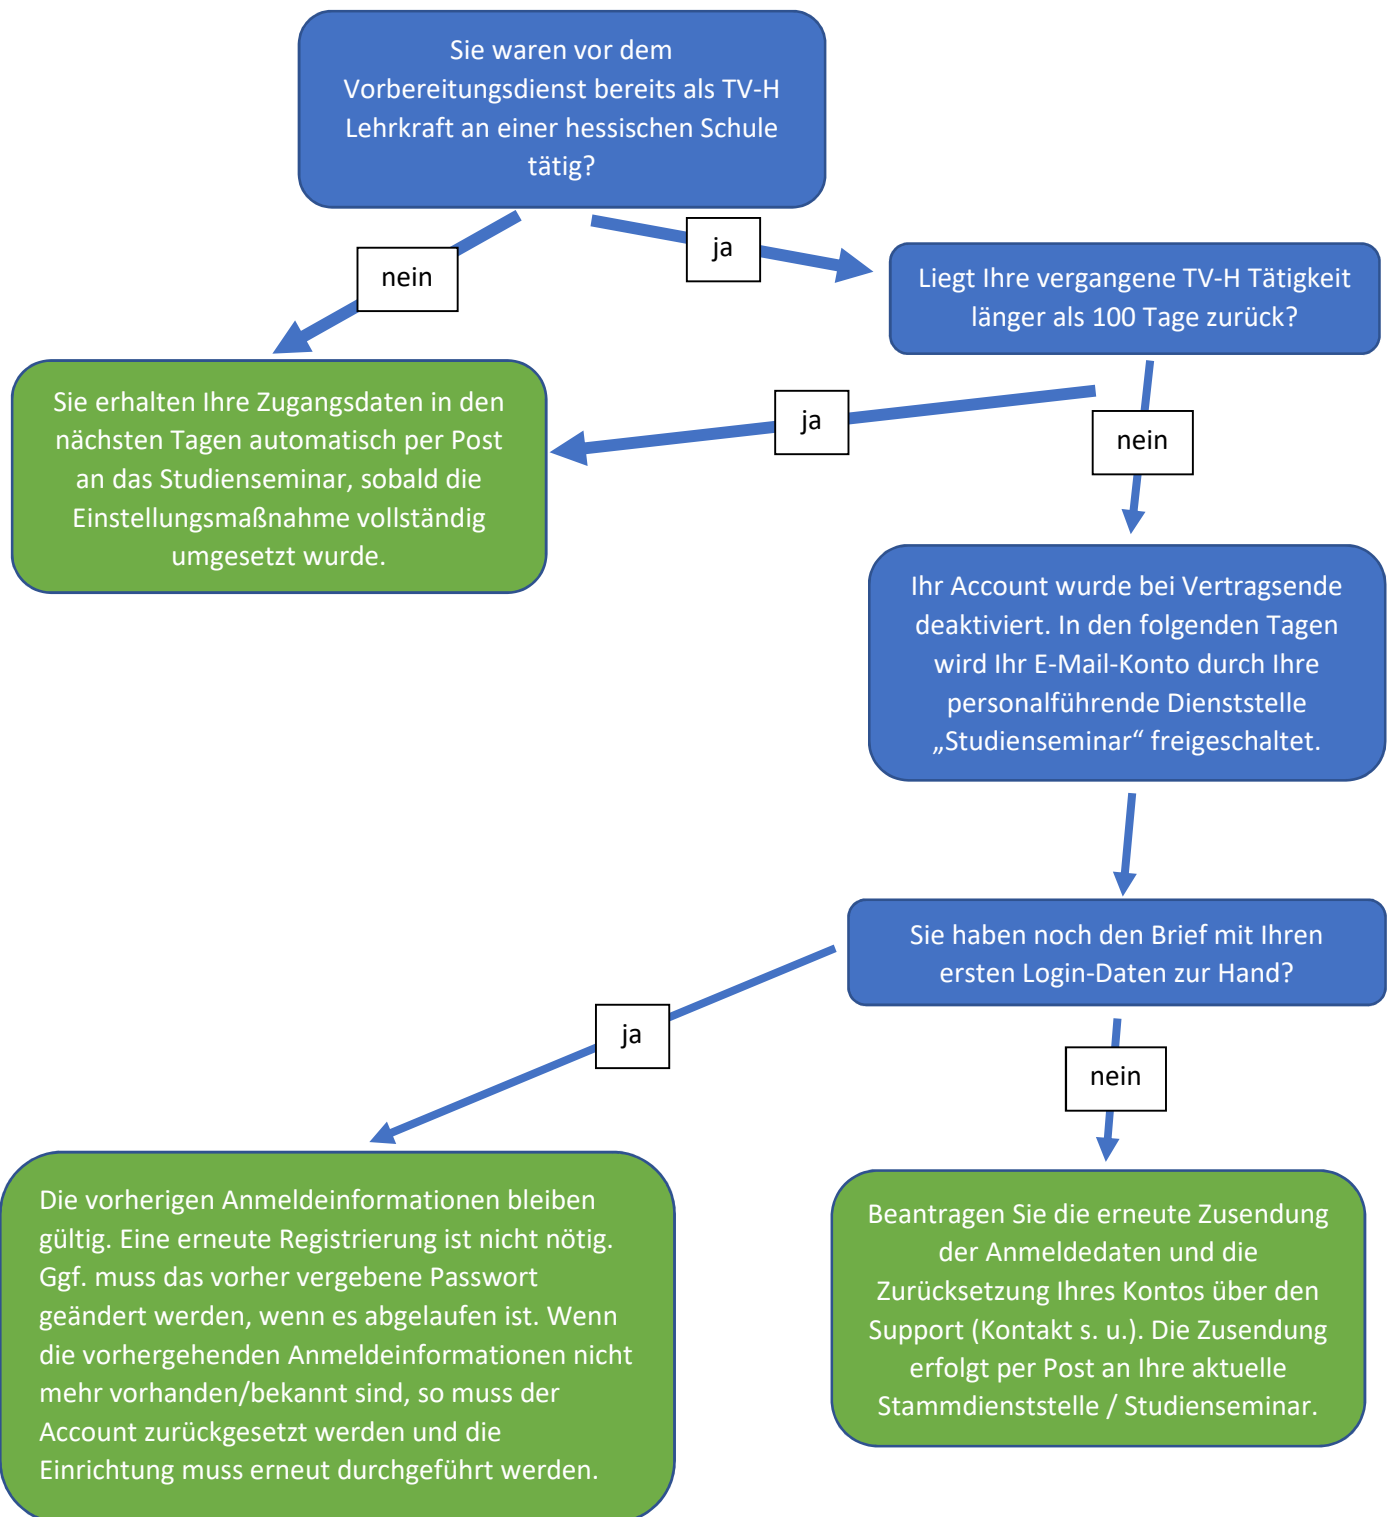 Sie waren vor dem
Vorbereitungsdienst bereits als TV-H
Lehrkraft an einer hessischen Schule
tätig?
nein
ja
Liegt Ihre vergangene TV-H Tätigkeit
länger als 100 Tage zurück?
Sie erhalten Ihre Zugangsdaten in den
nächsten Tagen automatisch per Post
an das Studienseminar, sobald die
Einstellungsmaßnahme vollständig
umgesetzt wurde.
ja
nein
Ihr Account wurde bei Vertragsende
deaktiviert. In den folgenden Tagen
wird Ihr E-Mail-Konto durch Ihre
personalführende Dienststelle
„Studienseminar“ freigeschaltet.
Sie haben noch den Brief mit Ihren
ersten Login-Daten zur Hand?
ja
nein
Die vorherigen Anmeldeinformationen bleiben
gültig. Eine erneute Registrierung ist nicht nötig.
Ggf. muss das vorher vergebene Passwort
geändert werden, wenn es abgelaufen ist. Wenn
die vorhergehenden Anmeldeinformationen nicht
mehr vorhanden/bekannt sind, so muss der
Account zurückgesetzt werden und die
Einrichtung muss erneut durchgeführt werden.
Beantragen Sie die erneute Zusendung
der Anmeldedaten und die
Zurücksetzung Ihres Kontos über den
Support (Kontakt s. u.). Die Zusendung
erfolgt per Post an Ihre aktuelle
Stammdienststelle / Studienseminar.